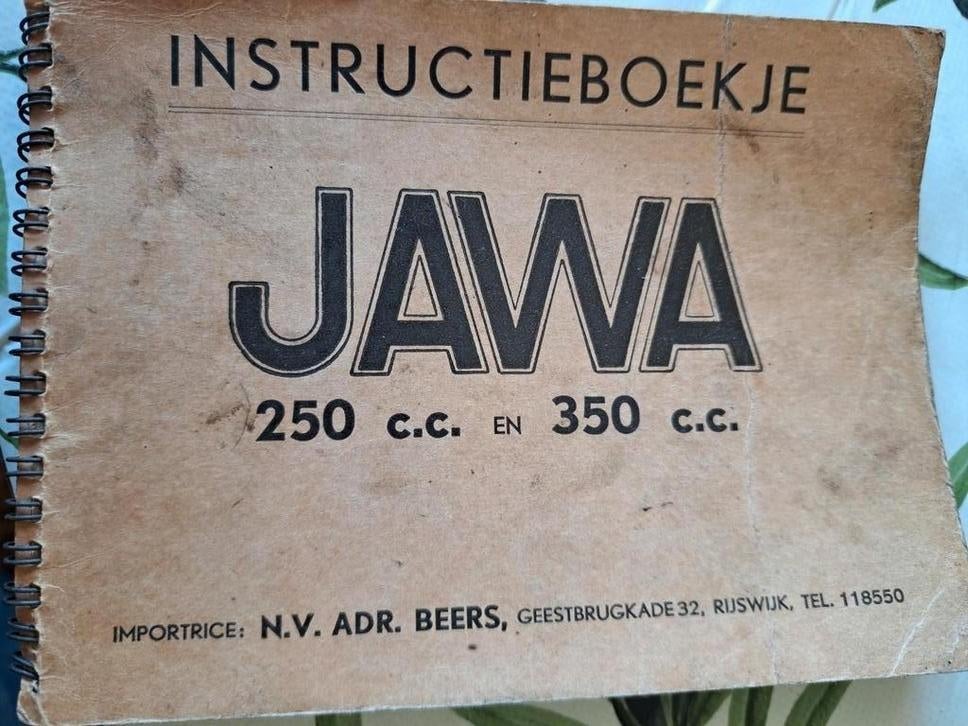 INSTRUCTIEBOEKJE
JAWA
250 c.c. EN 350 c.c.
IMPORTRICE: N.V. ADR. BEERS, GEESTBRUGKADE 32, RIJSWIJK, TEL. 118550